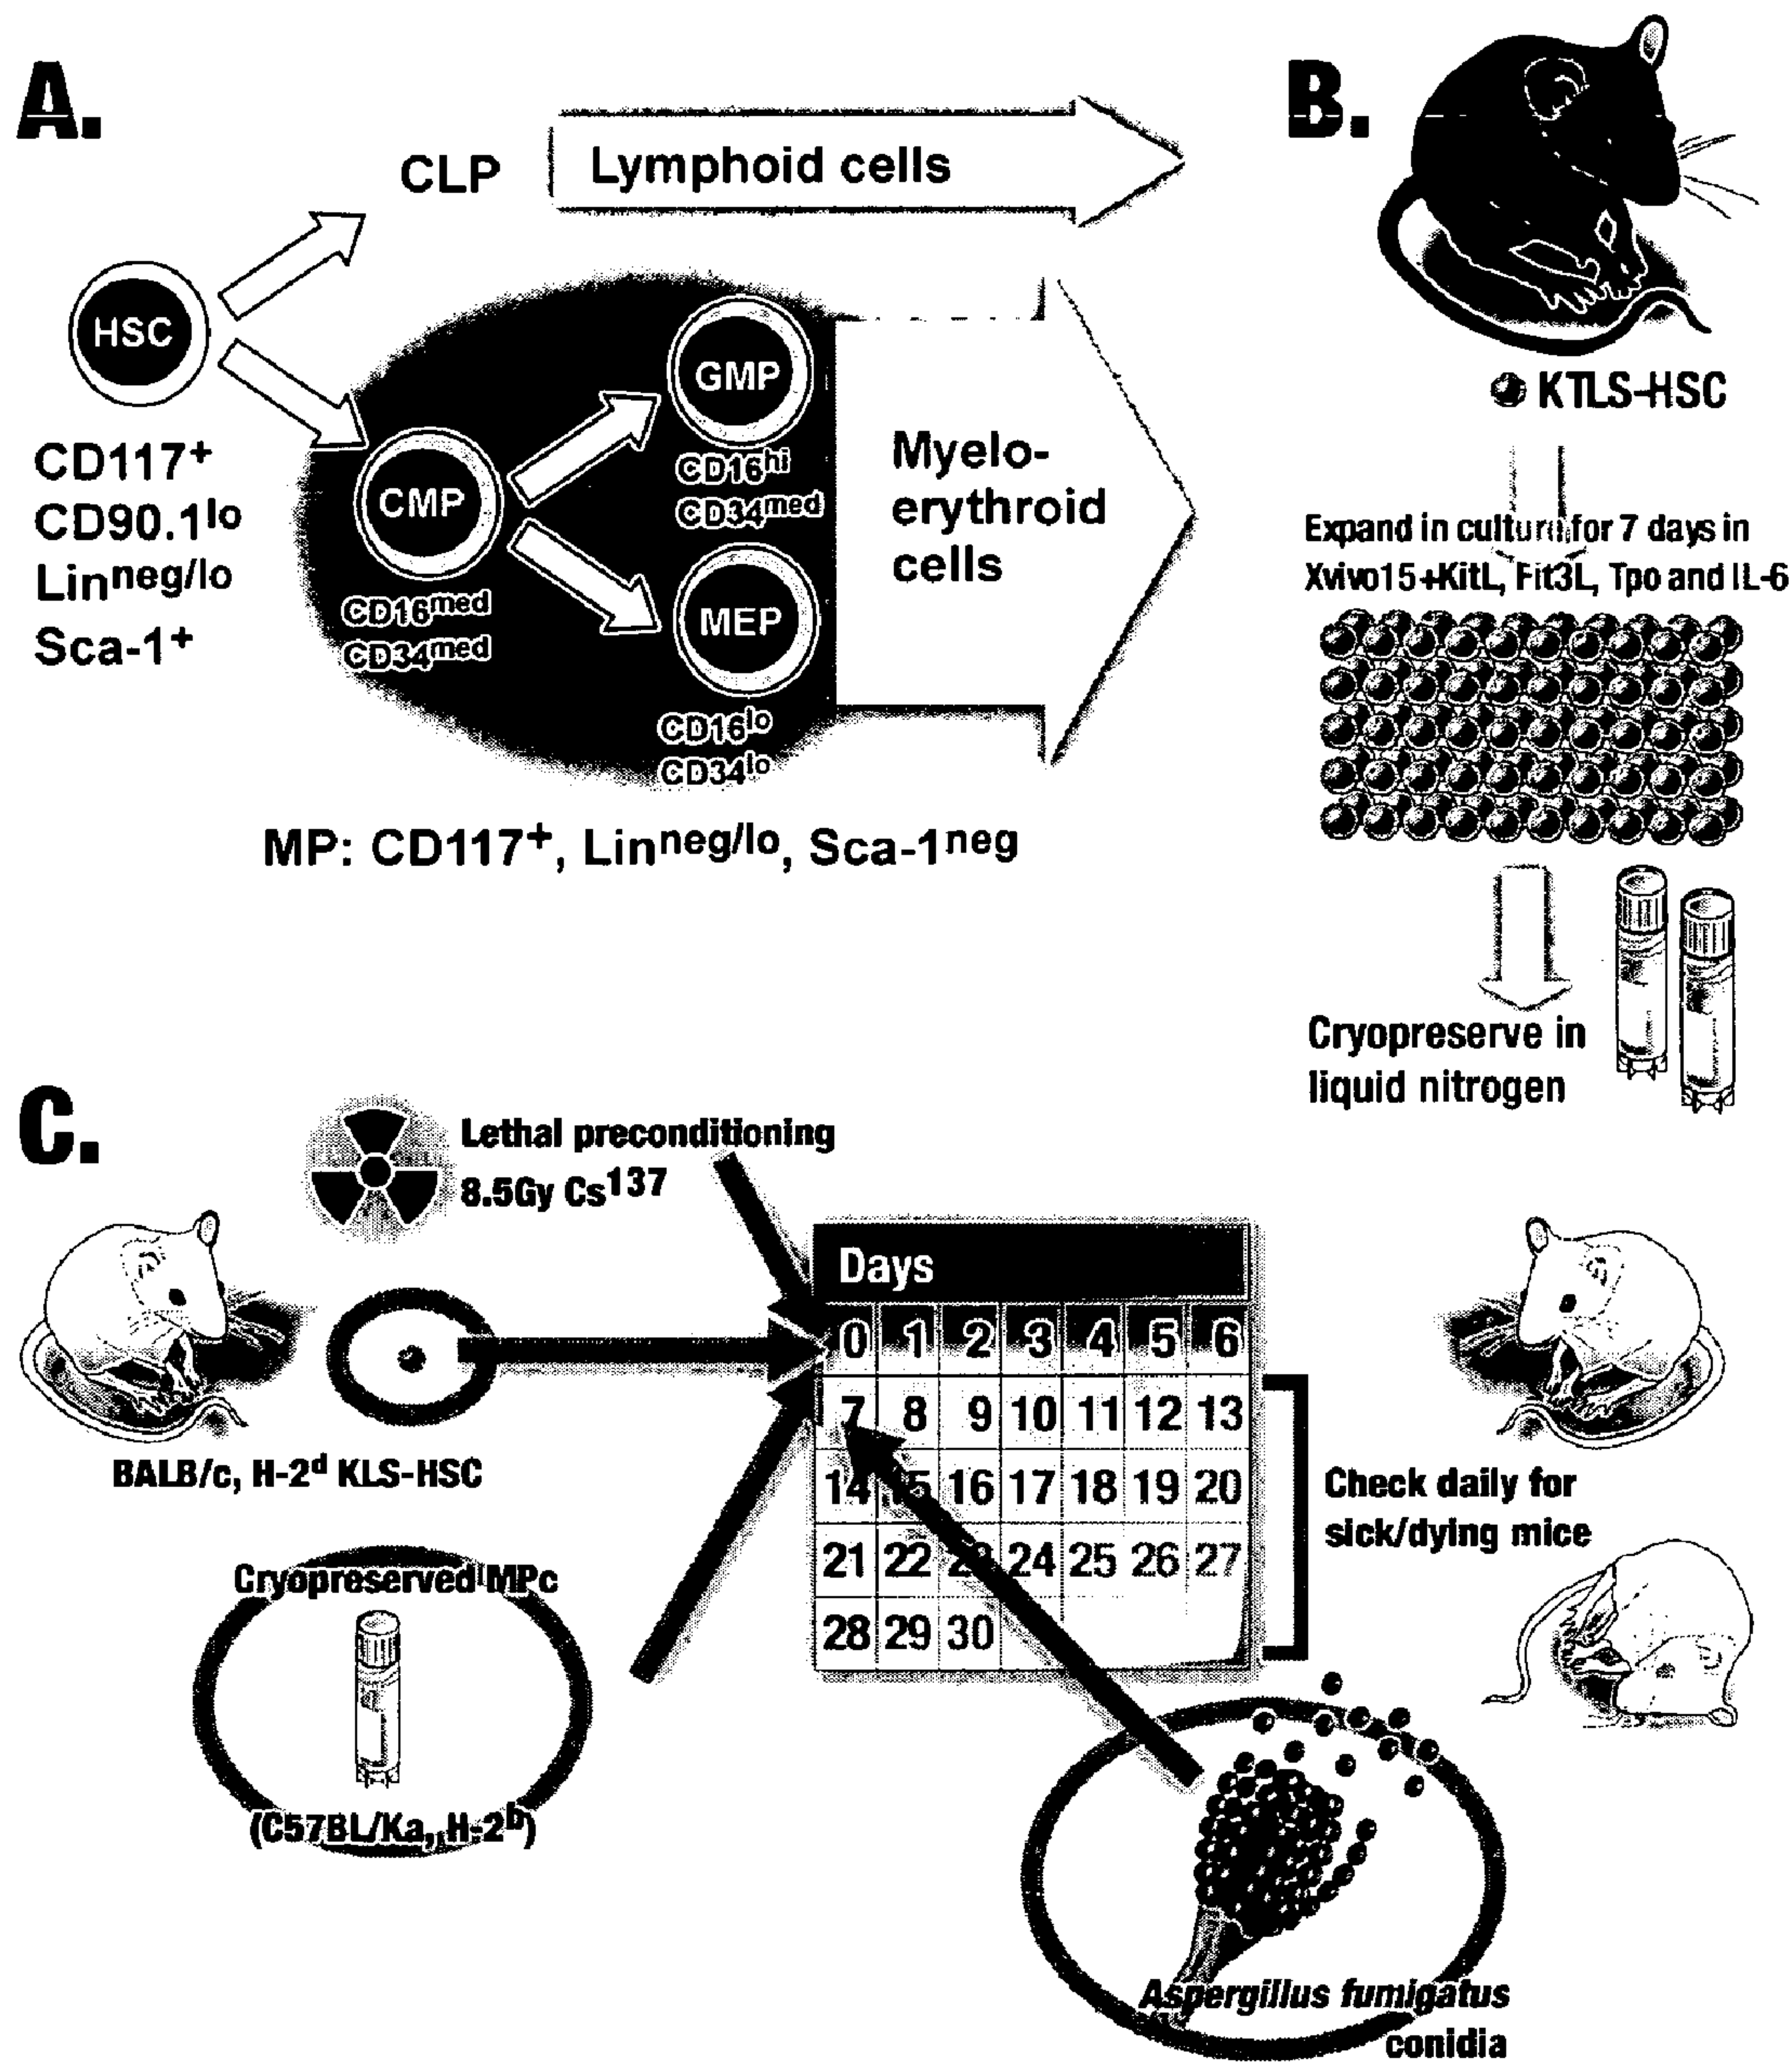 A.
CLP
Lymphoid cells
HSC
CD117+
CD90.1lo
Linneg/lo
Sca-1+
CMP
CD16med
CD34med
GMP
CD16hi
CD34med
MEP
CD16lo
CD34lo
Myelo-
erythroid
cells
MP: CD117+, Linneg/lo, Sca-1neg
B.
KTLS-HSC
Expand in culture for 7 days in
Xvivo15+KitL, Flt3L, Tpo and IL-6
Cryopreserve in
liquid nitrogen
C.
Lethal preconditioning
8.5Gy Cs137
BALB/c, H-2d KLS-HSC
Cryopreserved MPc
(C57BL/Ka, H-2b)
Days
0 1 2 3 4 5 6
7 8 9 10 11 12 13
14 15 16 17 18 19 20
21 22 23 24 25 26 27
28 29 30
Check daily for
sick/dying mice
Aspergillus fumigatus
conidia